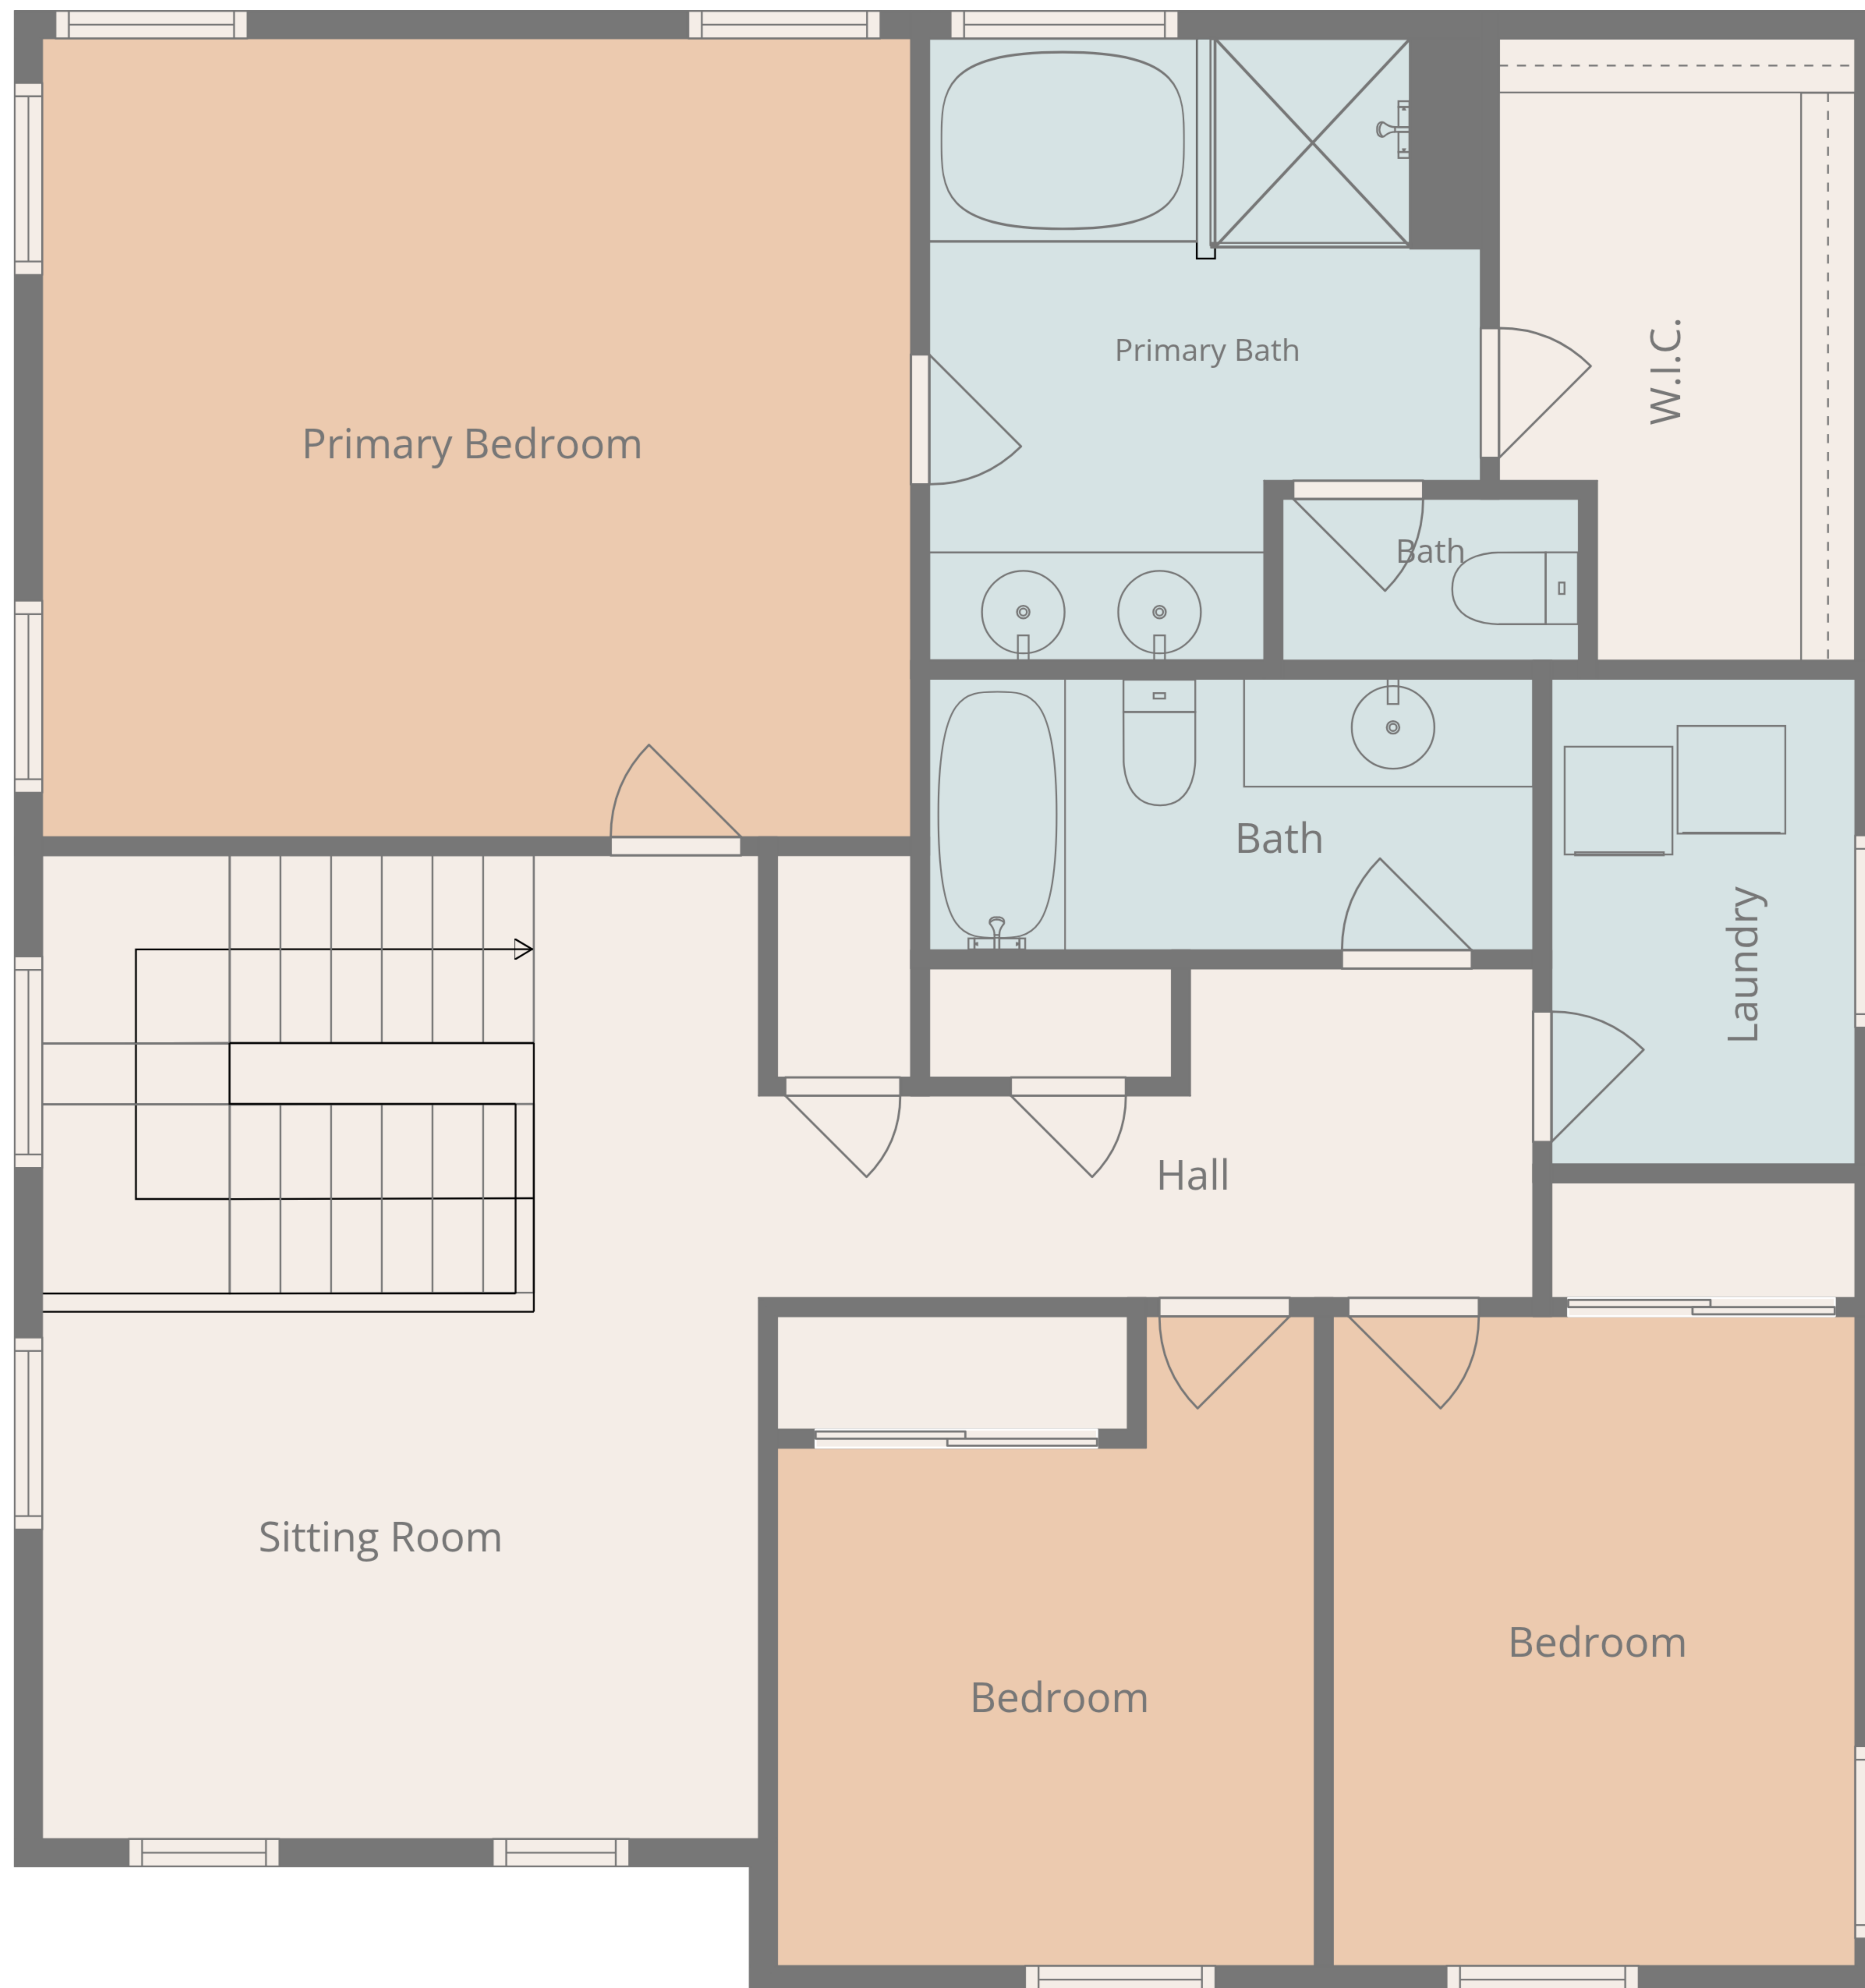 Primary Bedroom
Primary Bath
W.I.C.
Bath
Bath
Laundry
Hall
Sitting Room
Bedroom
Bedroom